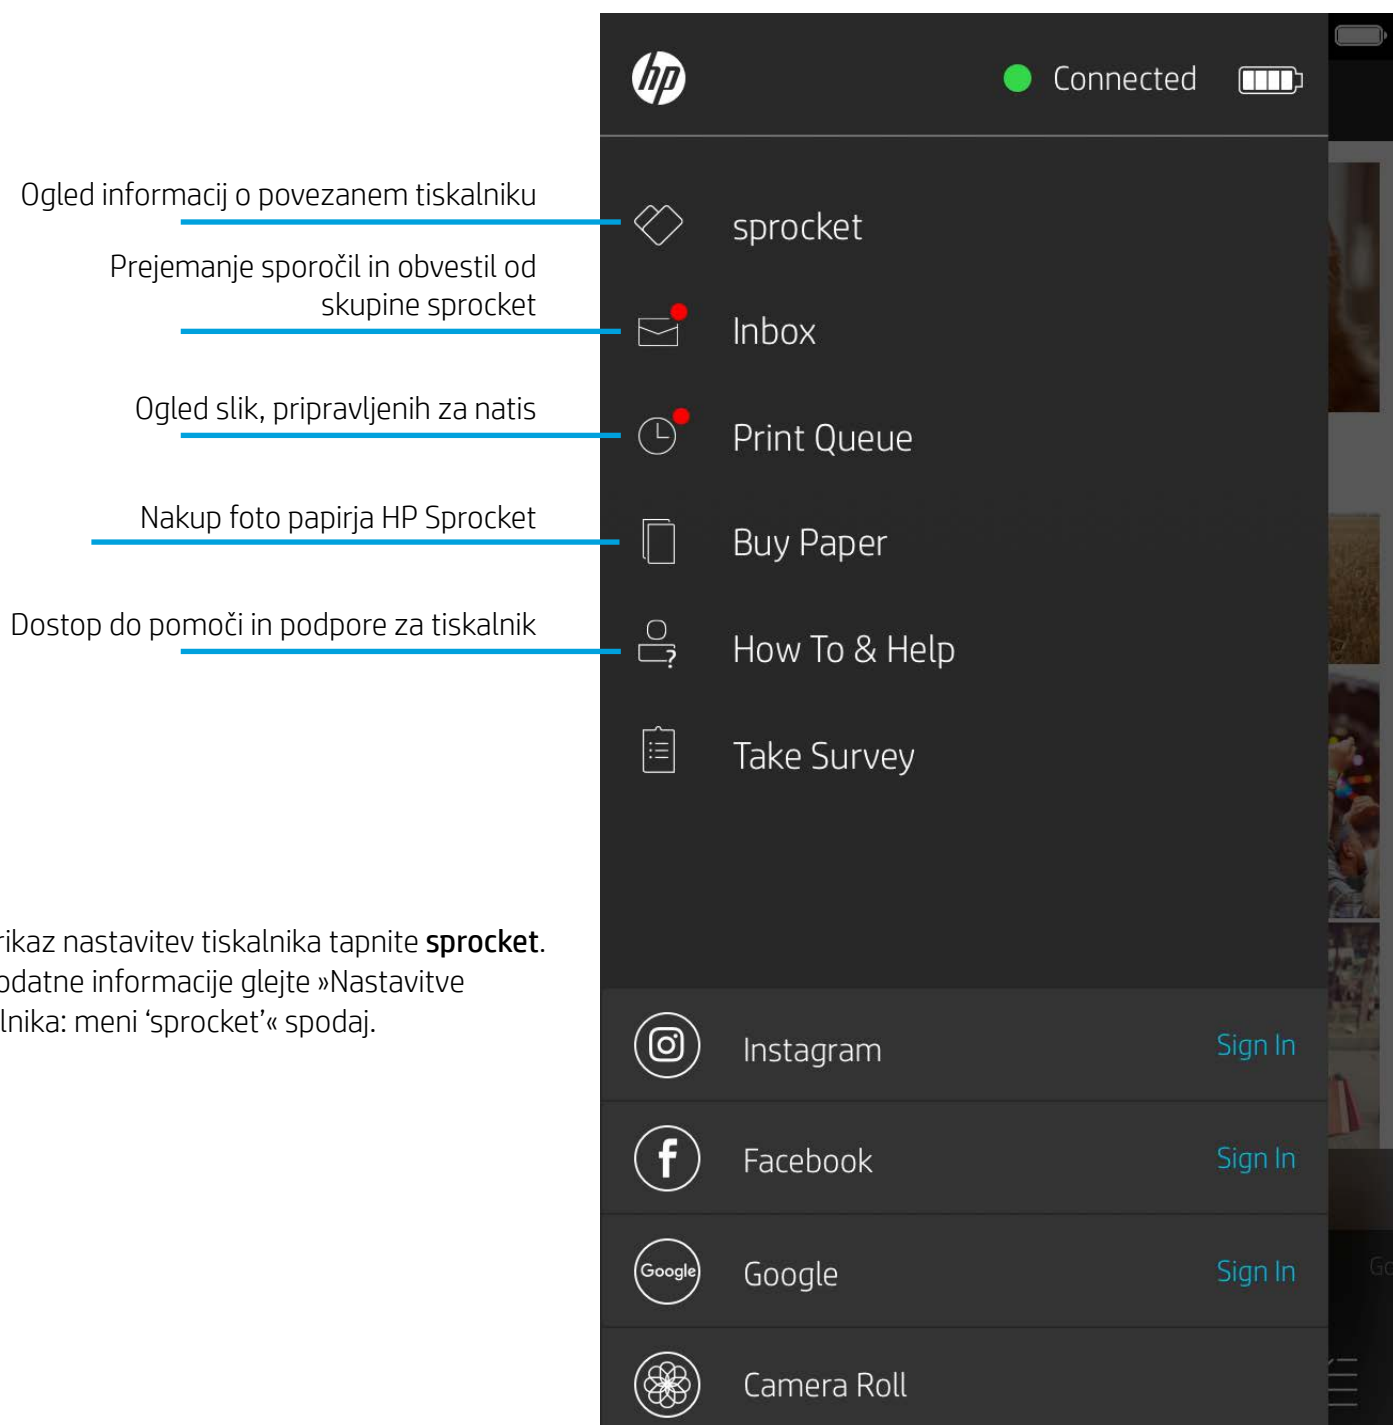 hp
Connected
Ogled informacij o povezanem tiskalniku
sprocket
Prejemanje sporočil in obvestil od
skupine sprocket
Inbox
Ogled slik, pripravljenih za natis
Print Queue
Nakup foto papirja HP Sprocket
Buy Paper
Dostop do pomoči in podpore za tiskalnik
How To & Help
Take Survey
rikaz nastavitev tiskalnika tapnite sprocket.
odatne informacije glejte »Nastavitve
lnika: meni ‘sprocket’« spodaj.
Instagram
Sign In
Facebook
Sign In
Google
Google
Sign In
Go
Camera Roll